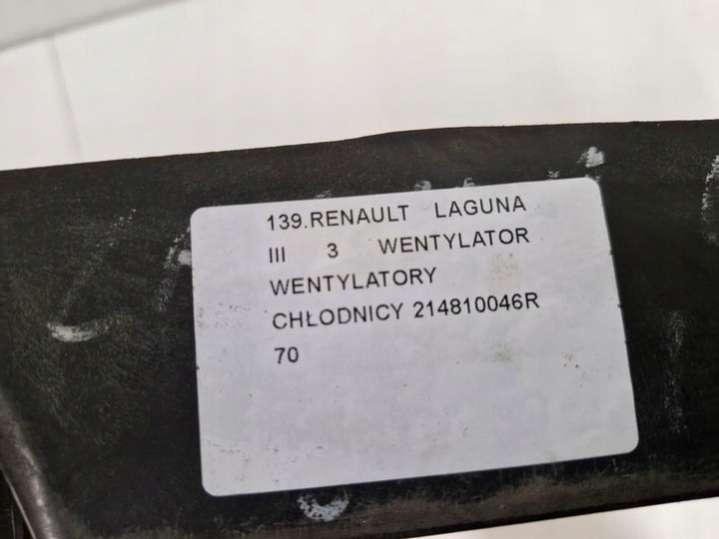 139.RENAULT LAGUNA
III 3 WENTYLATOR
WENTYLATORY
CHŁODNICY 214810046R
70